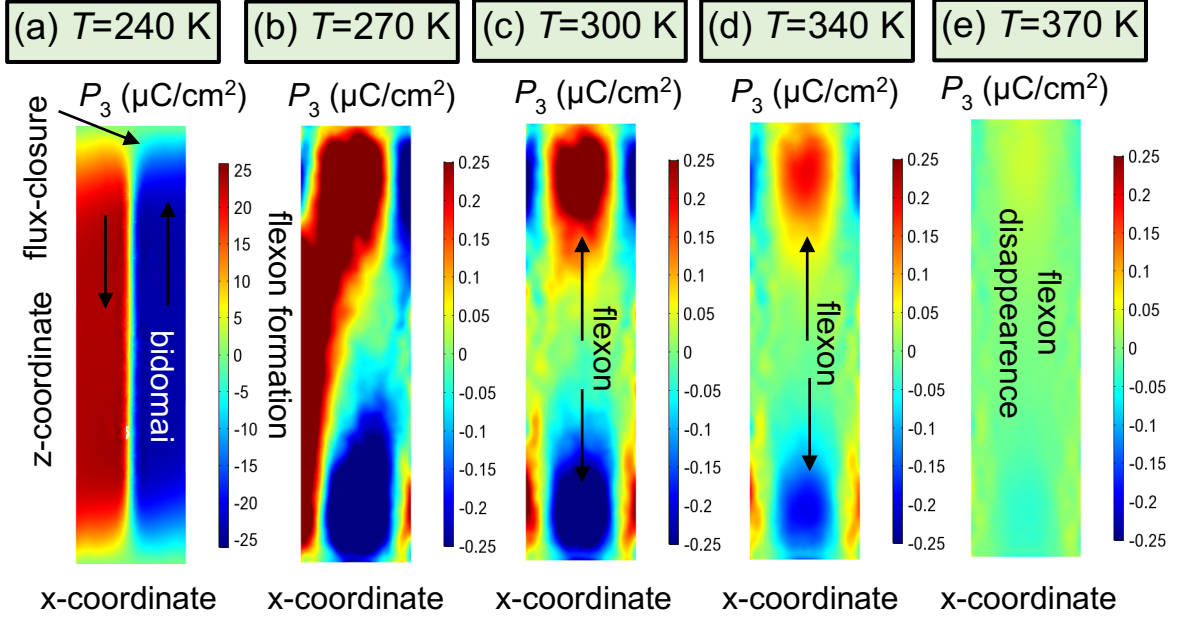 (a) T=240 K
(b) T=270 K
(c) T=300 K
(d) T=340 K
(e) T=370 K
P3 (µC/cm²)
P3 (µC/cm²)
P3 (µC/cm²)
P3 (µC/cm²)
P3 (µC/cm²)
z-coordinate
flux-closure
bidomai
25
20
15
10
5
0
-5
-10
-15
-20
-25
flexon formation
0.25
0.2
0.15
0.1
0.05
0
-0.05
-0.1
-0.15
-0.2
-0.25
flexon
0.25
0.2
0.15
0.1
0.05
0
-0.05
-0.1
-0.15
-0.2
-0.25
flexon
0.25
0.2
0.15
0.1
0.05
0
-0.05
-0.1
-0.15
-0.2
-0.25
flexon
disappearence
0.25
0.2
0.15
0.1
0.05
0
-0.05
-0.1
-0.15
-0.2
-0.25
x-coordinate
x-coordinate
x-coordinate
x-coordinate
x-coordinate